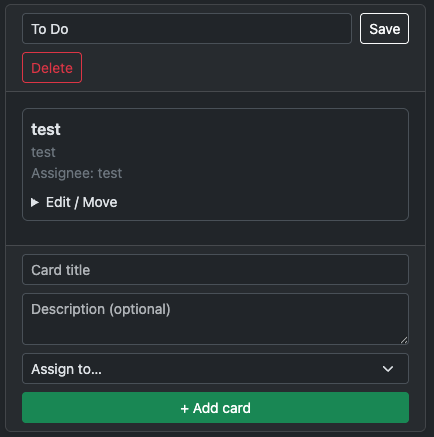 To Do
Save
Delete
test
test
Assignee: test
Edit / Move
Card title
Description (optional)
Assign to...
+ Add card